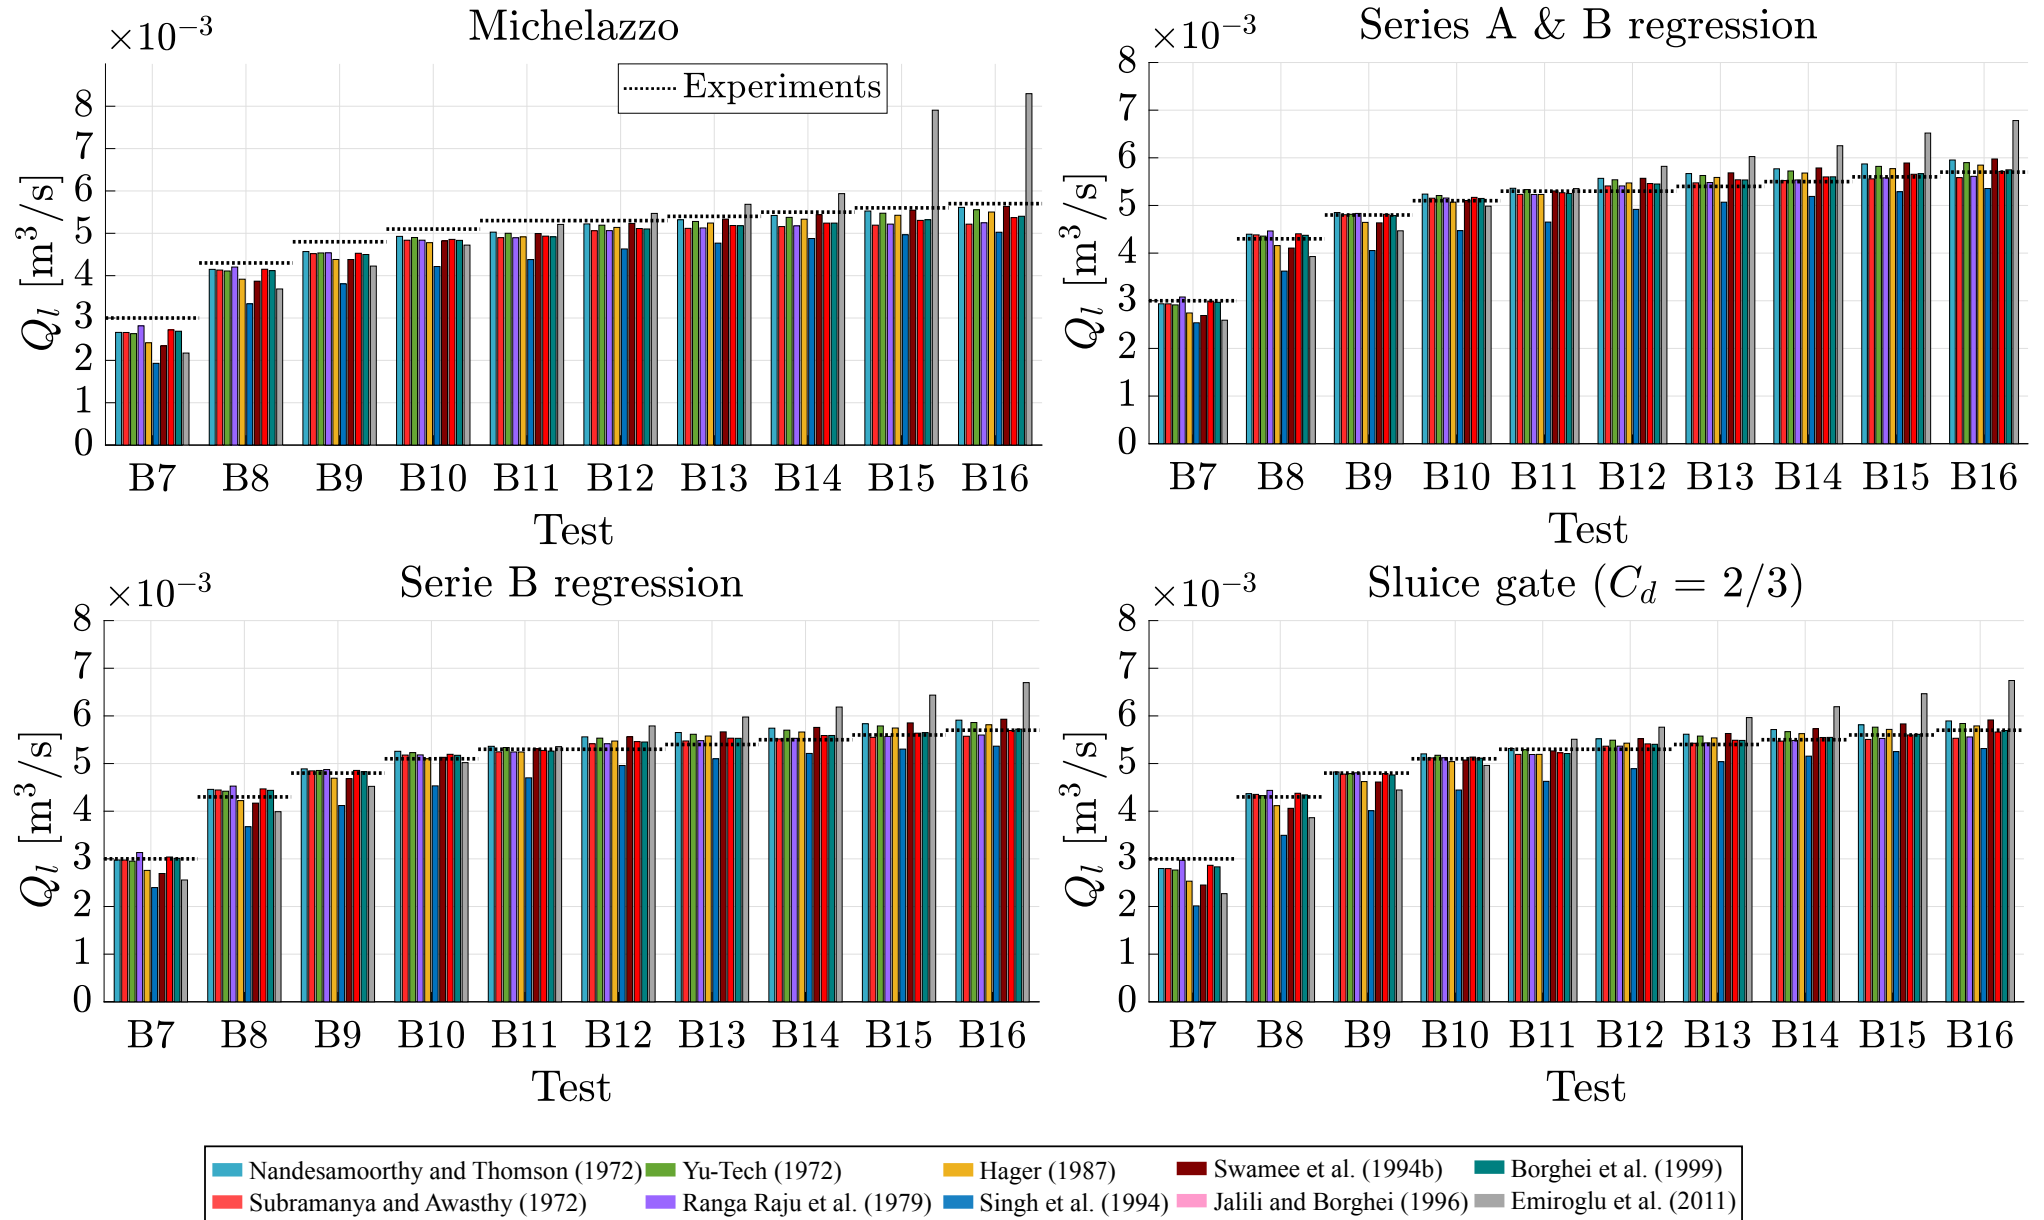 Michelazzo
×10−3
Experiments
8
7
6
5
4
3
2
1
0
Ql [m3/s]
B7 B8 B9 B10 B11 B12 B13 B14 B15 B16
Test
Series A & B regression
×10−3
8
7
6
5
4
3
2
1
0
Ql [m3/s]
B7 B8 B9 B10 B11 B12 B13 B14 B15 B16
Test
Serie B regression
×10−3
8
7
6
5
4
3
2
1
0
Ql [m3/s]
B7 B8 B9 B10 B11 B12 B13 B14 B15 B16
Test
Sluice gate (Cd = 2/3)
×10−3
8
7
6
5
4
3
2
1
0
Ql [m3/s]
B7 B8 B9 B10 B11 B12 B13 B14 B15 B16
Test
Nandesamoorthy and Thomson (1972) Yu-Tech (1972) Hager (1987) Swamee et al. (1994b) Borghei et al. (1999)
Subramanya and Awasthy (1972) Ranga Raju et al. (1979) Singh et al. (1994) Jalili and Borghei (1996) Emiroglu et al. (2011)